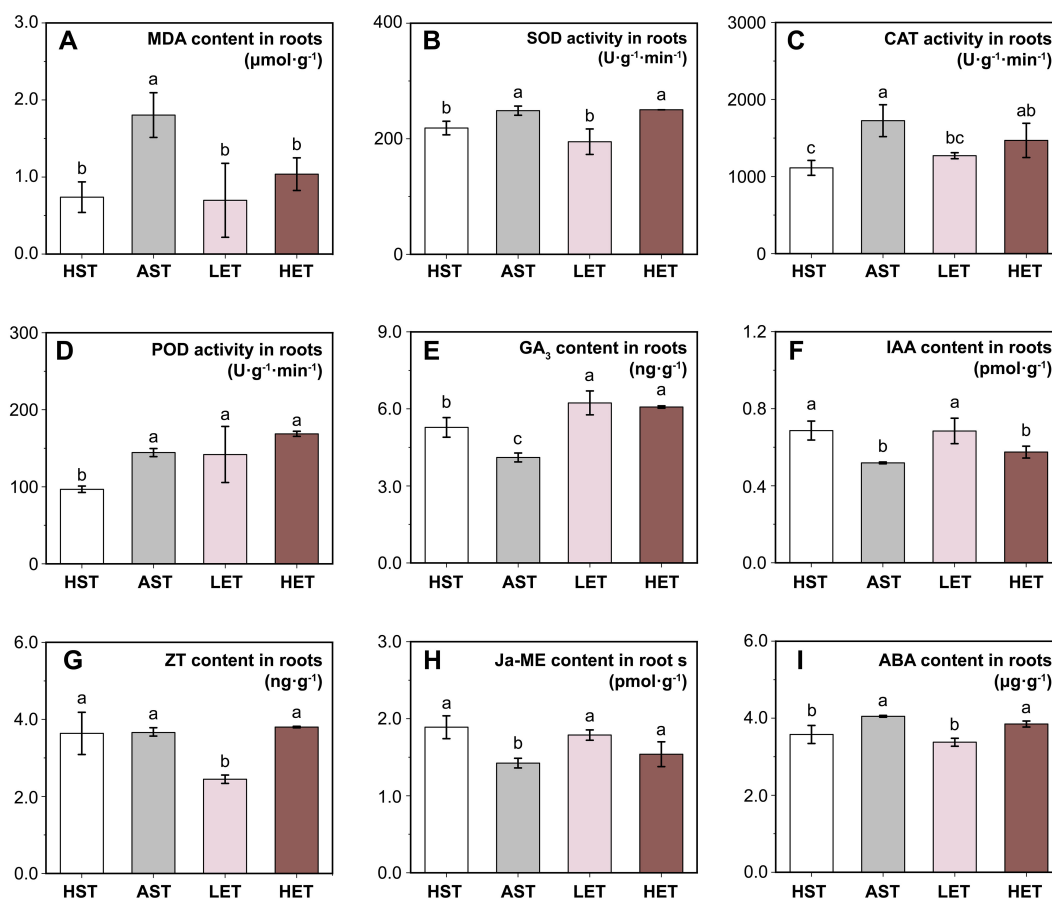 A
MDA content in roots
(μmol·g⁻¹)
3.0
2.0
1.0
0.0
b
a
b
b
HST AST LET HET
B
SOD activity in roots
(U·g⁻¹·min⁻¹)
400
200
0
b
a
b
a
HST AST LET HET
C
CAT activity in roots
(U·g⁻¹·min⁻¹)
3000
1000
1000
0
c
a
bc
ab
HST AST LET HET
D
POD activity in roots
(U·g⁻¹·min⁻¹)
300
150
100
0
b
a
a
a
HST AST LET HET
E
GA₃ content in roots
(ng·g⁻¹)
9.0
6.0
3.0
0.0
b
c
a
a
HST AST LET HET
F
IAA content in roots
(pmol·g⁻¹)
1.2
0.8
0.4
0.0
a
b
a
b
HST AST LET HET
G
ZT content in roots
(ng·g⁻¹)
6.0
4.0
2.0
0.0
a
a
b
a
HST AST LET HET
H
Ja-ME content in root s
(pmol·g⁻¹)
3.0
2.0
1.0
0.0
a
b
a
a
HST AST LET HET
I
ABA content in roots
(μg·g⁻¹)
6.0
4.0
2.0
0.0
b
a
b
a
HST AST LET HET